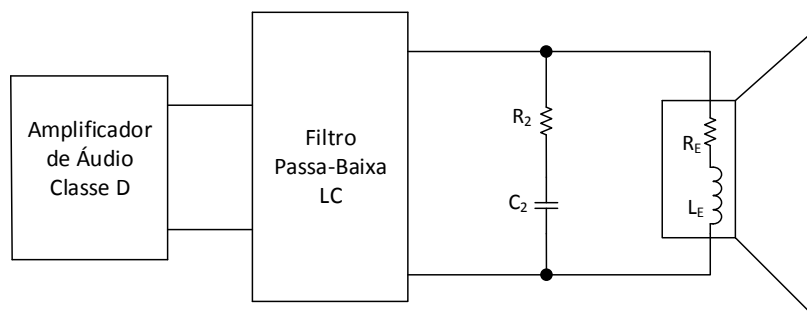 Amplificador
de Áudio
Classe D
Filtro
Passa-Baixa
LC
R2
C2
RE
LE